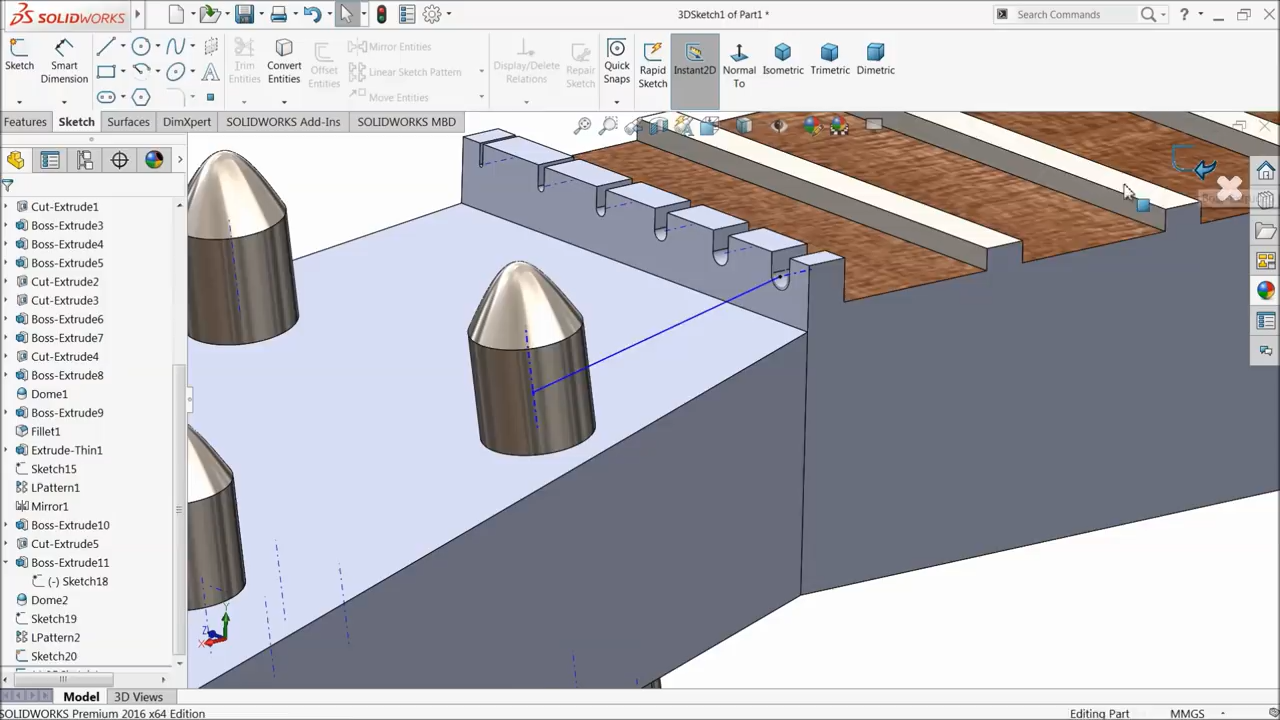 SOLIDWORKS
3DSketch1 of Part1 *
Search Commands
?
Sketch
Smart Dimension
Trim Entities
Convert Entities
Offset Entities
Mirror Entities
Linear Sketch Pattern
Move Entities
Display/Delete Relations
Repair Sketch
Quick Snaps
Rapid Sketch
Instant2D
Normal To
Isometric
Trimetric
Dimetric
Features
Sketch
Surfaces
DimXpert
SOLIDWORKS Add-Ins
SOLIDWORKS MBD
Cut-Extrude1
Boss-Extrude3
Boss-Extrude4
Boss-Extrude5
Cut-Extrude2
Cut-Extrude3
Boss-Extrude6
Boss-Extrude7
Cut-Extrude4
Boss-Extrude8
Dome1
Boss-Extrude9
Fillet1
Extrude-Thin1
Sketch15
LPattern1
Mirror1
Boss-Extrude10
Cut-Extrude5
Boss-Extrude11
(-) Sketch18
Dome2
Sketch19
LPattern2
Sketch20
Y
Z
X
Model
3D Views
SOLIDWORKS Premium 2016 x64 Edition
Editing Part
MMGS